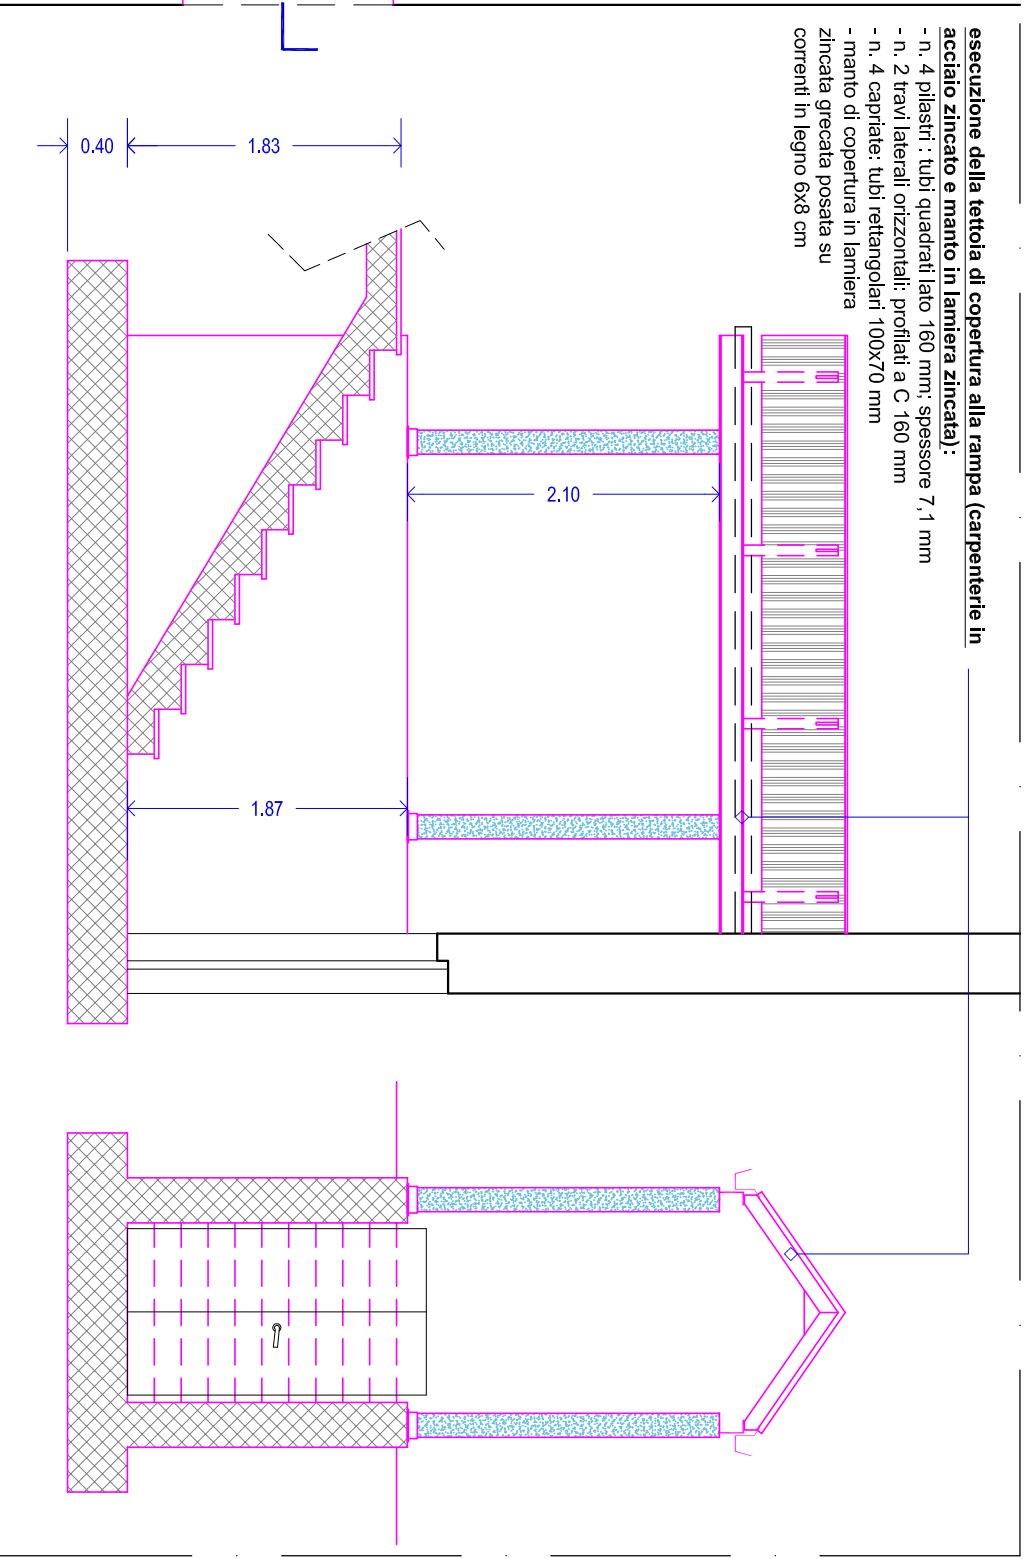 esecuzione della tettoia di copertura alla rampa (carpenterie in
acciaio zincato e manto in lamiera zincata):
- n. 4 pilastri : tubi quadrati lato 160 mm; spessore 7,1 mm
- n. 2 travi laterali orizzontali: profilati a C 160 mm
- n. 4 capriate: tubi rettangolari 100x70 mm
- manto di copertura in lamiera
zincata grecata posata su
correnti in legno 6x8 cm
0.40
1.83
2.10
1.87